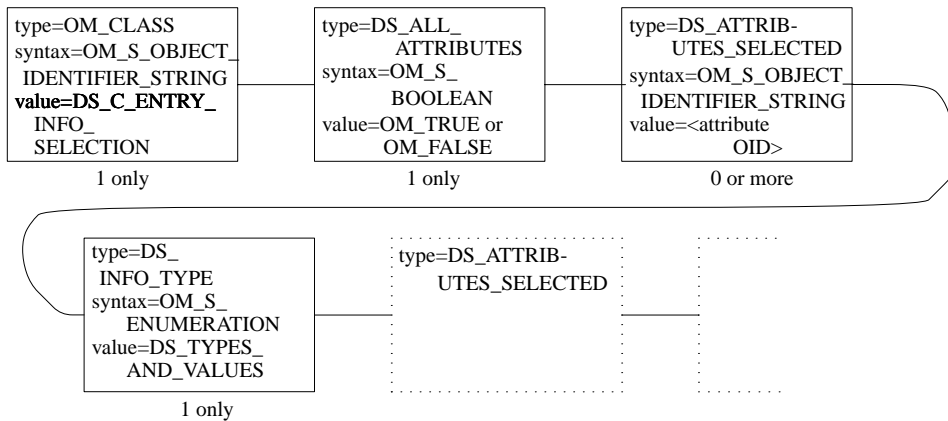 type=OM_CLASS
syntax=OM_S_OBJECT_
IDENTIFIER_STRING
value=DS_C_ENTRY_
INFO_
SELECTION
1 only
type=DS_ALL_
ATTRIBUTES
syntax=OM_S_
BOOLEAN
value=OM_TRUE or
OM_FALSE
1 only
type=DS_ATTRIB-
UTES_SELECTED
syntax=OM_S_OBJECT
IDENTIFIER_STRING
value=<attribute
OID>
0 or more
type=DS_
INFO_TYPE
syntax=OM_S_
ENUMERATION
value=DS_TYPES_
AND_VALUES
1 only
type=DS_ATTRIB-
UTES_SELECTED